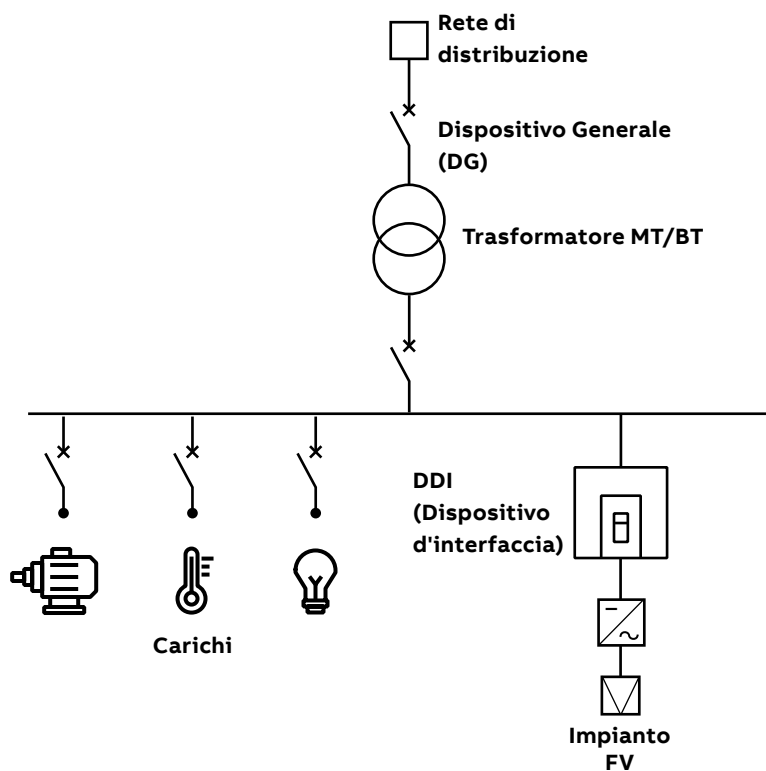 Rete di
distribuzione
Dispositivo Generale
(DG)
Trasformatore MT/BT
DDI
(Dispositivo
d'interfaccia)
Carichi
Impianto
FV